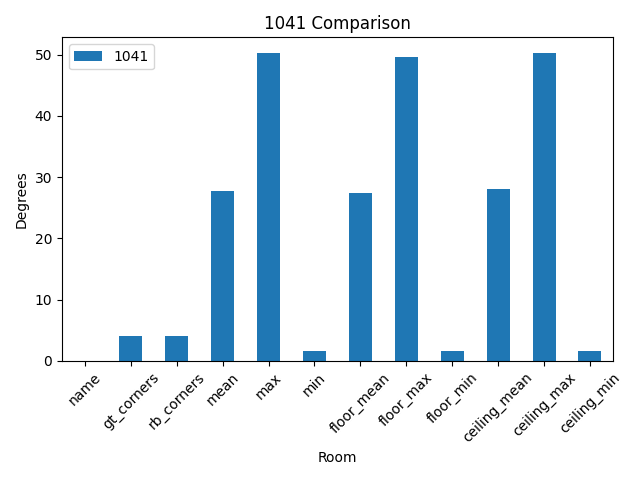 1041 Comparison
1041
50
40
30
20
10
0
Degrees
name
gt_corners
rb_corners
mean
max
min
floor_mean
floor_max
floor_min
ceiling_mean
ceiling_max
ceiling_min
Room